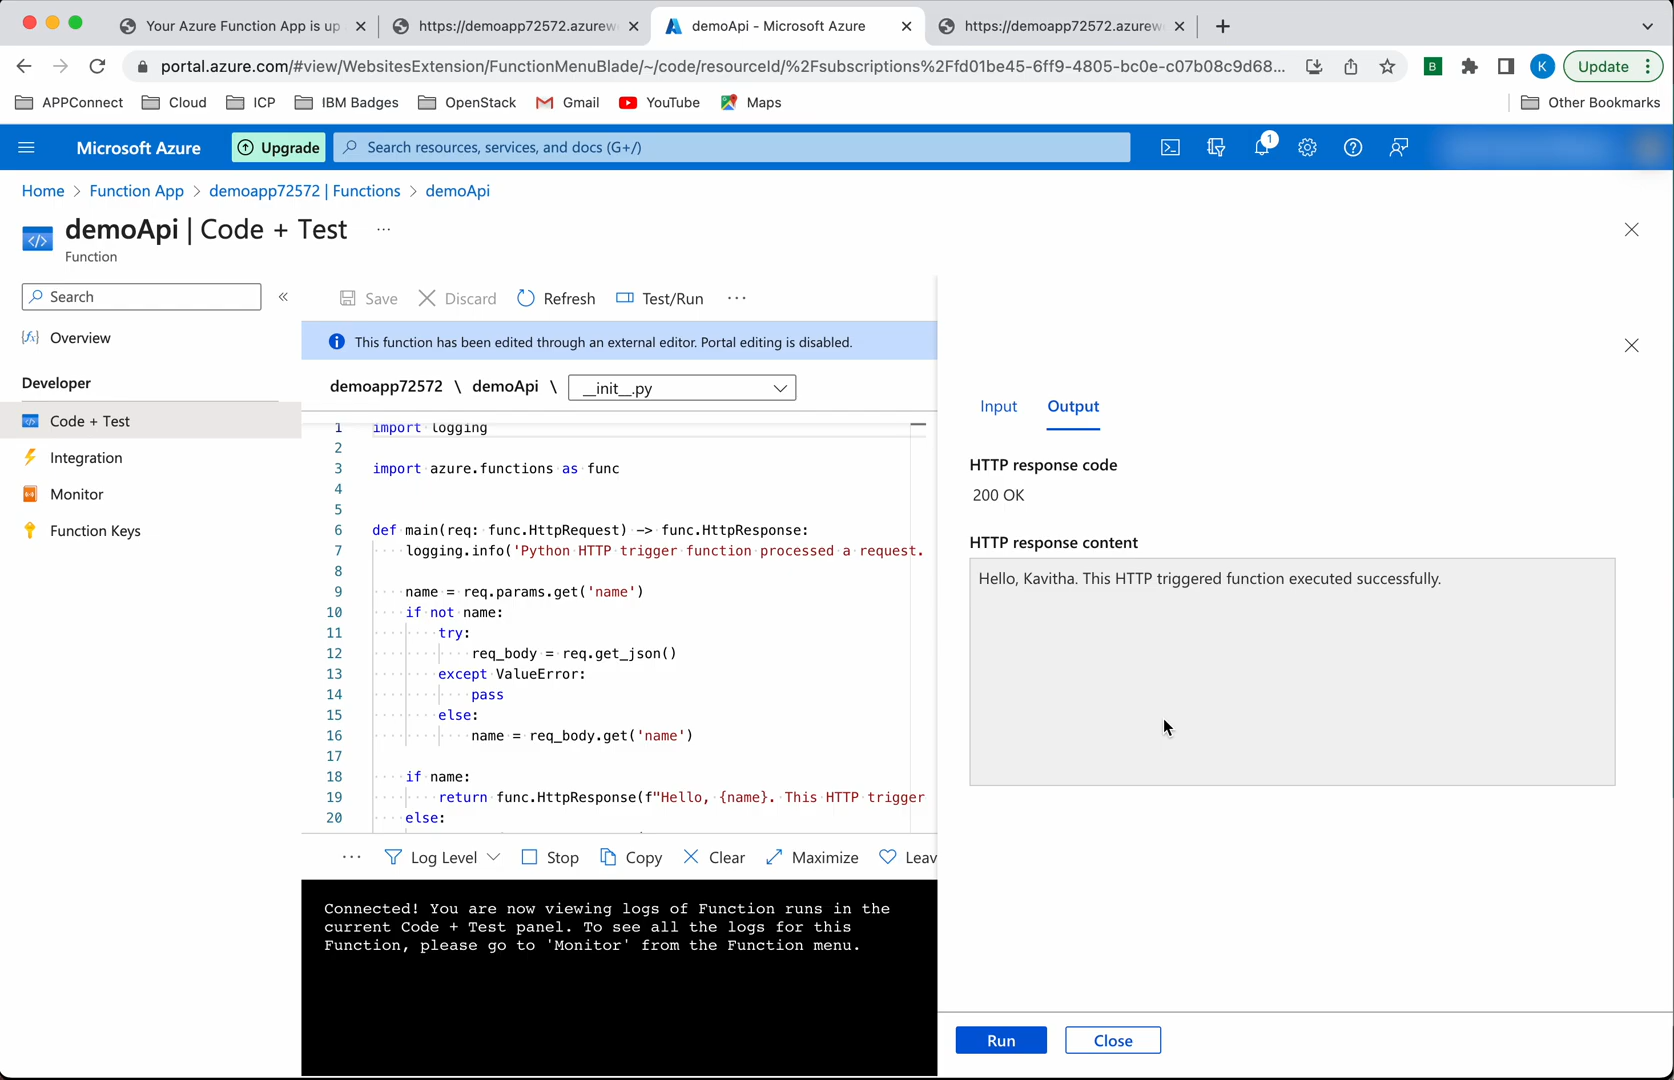 Your Azure Function App is up
https://demoapp72572.azurew
demoApi - Microsoft Azure
https://demoapp72572.azurew
portal.azure.com/#view/WebsitesExtension/FunctionMenuBlade/~/code/resourceId/%2Fsubscriptions%2Ffd01be45-6ff9-4805-bc0e-c07b08c9d68...
B
K
Update
APPConnect
Cloud
ICP
IBM Badges
OpenStack
Gmail
YouTube
Maps
Other Bookmarks
Microsoft Azure
Upgrade
Search resources, services, and docs (G+/)
1
Home > Function App > demoapp72572 | Functions > demoApi
demoApi | Code + Test ...
Function
Search
«
Overview
Developer
Code + Test
Integration
Monitor
Function Keys
Save
Discard
Refresh
Test/Run
...
This function has been edited through an external editor. Portal editing is disabled.
demoapp72572 \ demoApi \ __init__.py
1 import logging
2
3 import azure.functions as func
4
5
6 def main(req: func.HttpRequest) -> func.HttpResponse:
7 logging.info('Python HTTP trigger function processed a request.
8
9 name = req.params.get('name')
10 if not name:
11 try:
12 req_body = req.get_json()
13 except ValueError:
14 pass
15 else:
16 name = req_body.get('name')
17
18 if name:
19 return func.HttpResponse(f"Hello, {name}. This HTTP trigger
20 else:
...
Log Level
Stop
Copy
Clear
Maximize
Leav
Connected! You are now viewing logs of Function runs in the
current Code + Test panel. To see all the logs for this
Function, please go to 'Monitor' from the Function menu.
Input
Output
HTTP response code
200 OK
HTTP response content
Hello, Kavitha. This HTTP triggered function executed successfully.
Run
Close